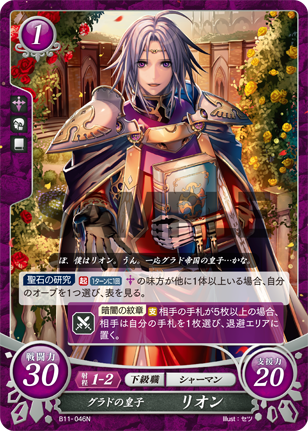 1
SAMPLE
ぼ、僕はリオン。うん、一応グラド帝国の皇子…かな。
聖石の研究 起 1ターンに1回 の味方が他に1体以上いる場合、自
分のオーブを1つ選び、表を見る。
暗闇の紋章 支 相手の手札が5枚以上の場合、
相手は自分の手札を1枚選び、退避エリアに
置く。
戦闘力
30
射程 1-2 下級職 シャーマン
支援力
20
グラドの皇子 リオン
B11-046N
Illust:セツ